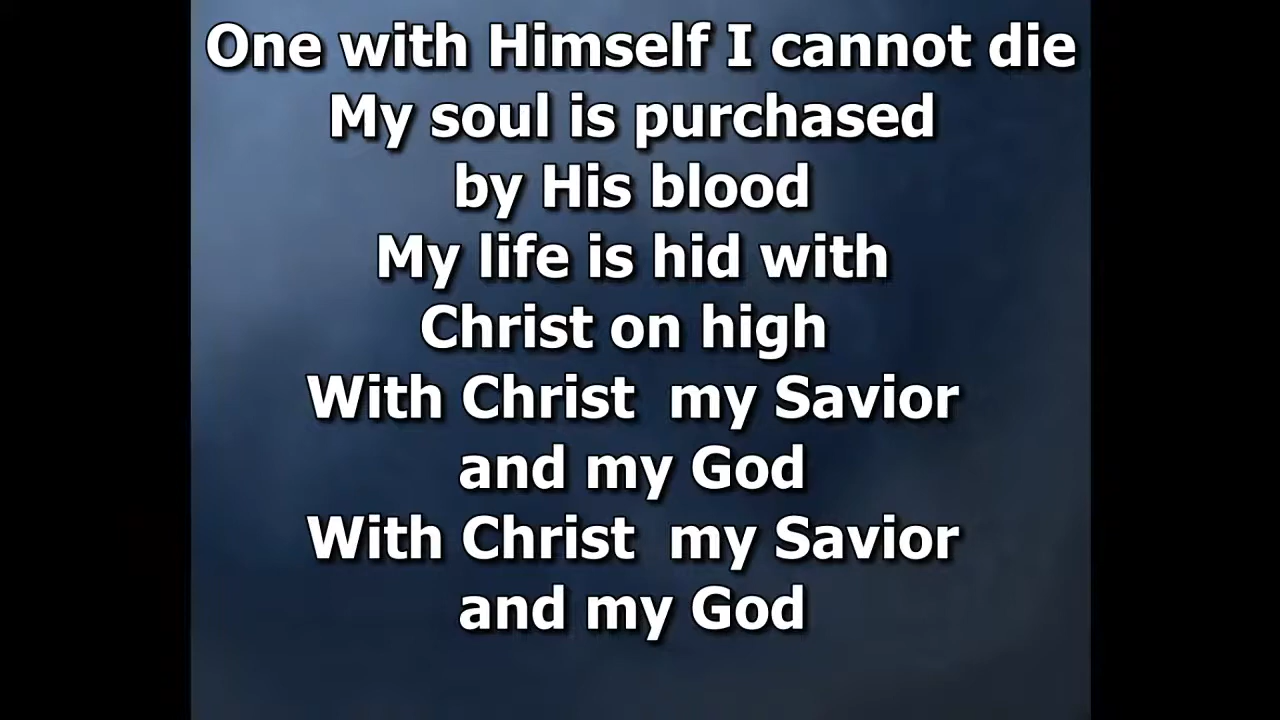 One with Himself I cannot die
My soul is purchased
by His blood
My life is hid with
Christ on high
With Christ  my Savior
and my God
With Christ  my Savior
and my God